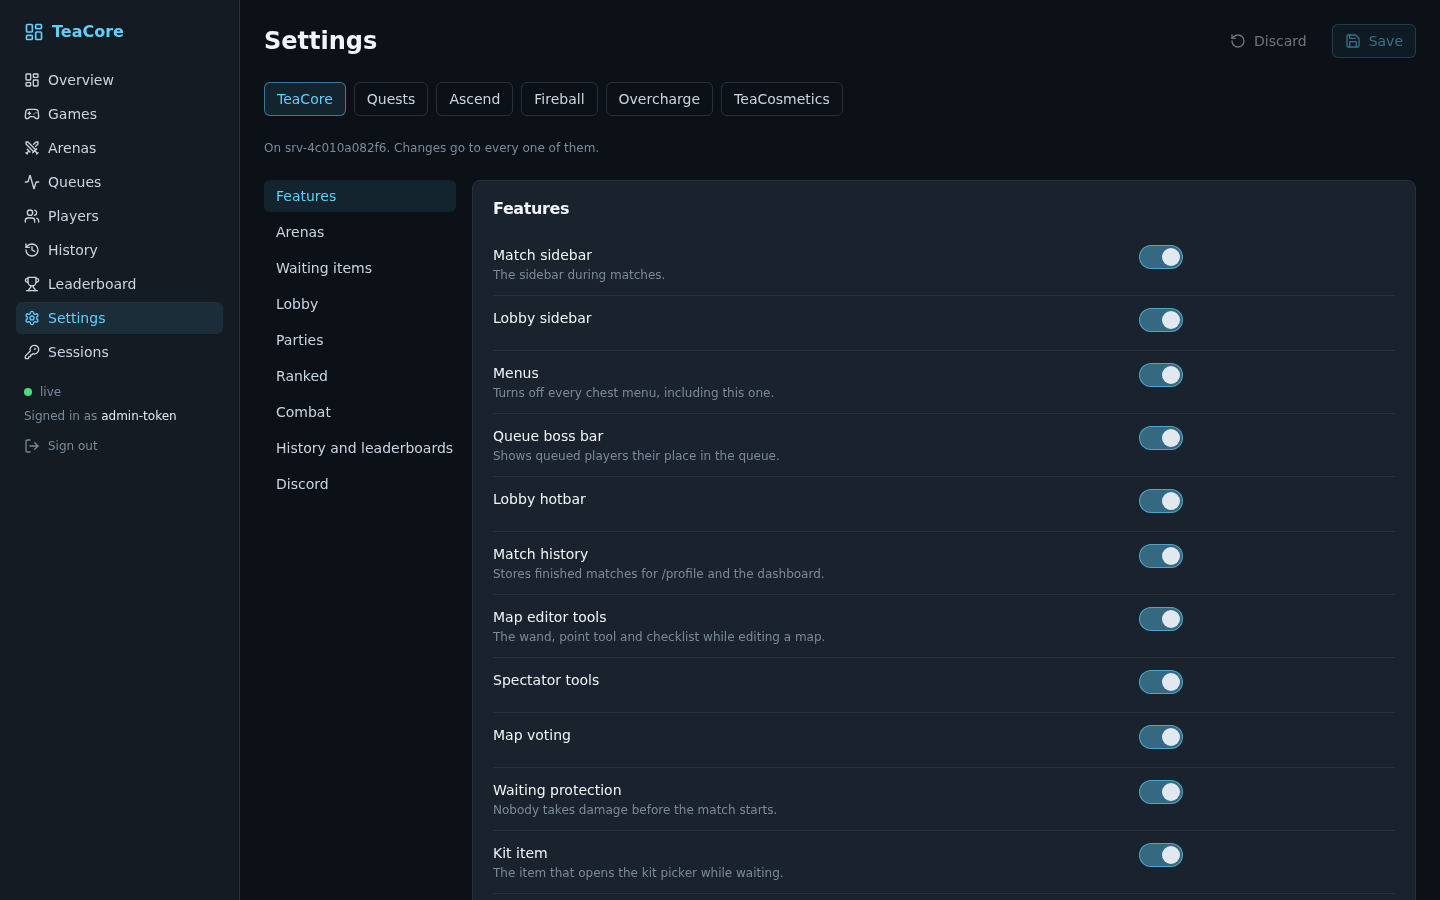 TeaCore
Overview
Games
Arenas
Queues
Players
History
Leaderboard
Settings
Sessions
live
Signed in as admin-token
Sign out
Settings
Discard
Save
TeaCore
Quests
Ascend
Fireball
Overcharge
TeaCosmetics
On srv-4c010a082f6. Changes go to every one of them.
Features
Arenas
Waiting items
Lobby
Parties
Ranked
Combat
History and leaderboards
Discord
Features
Match sidebar
The sidebar during matches.
Lobby sidebar
Menus
Turns off every chest menu, including this one.
Queue boss bar
Shows queued players their place in the queue.
Lobby hotbar
Match history
Stores finished matches for /profile and the dashboard.
Map editor tools
The wand, point tool and checklist while editing a map.
Spectator tools
Map voting
Waiting protection
Nobody takes damage before the match starts.
Kit item
The item that opens the kit picker while waiting.